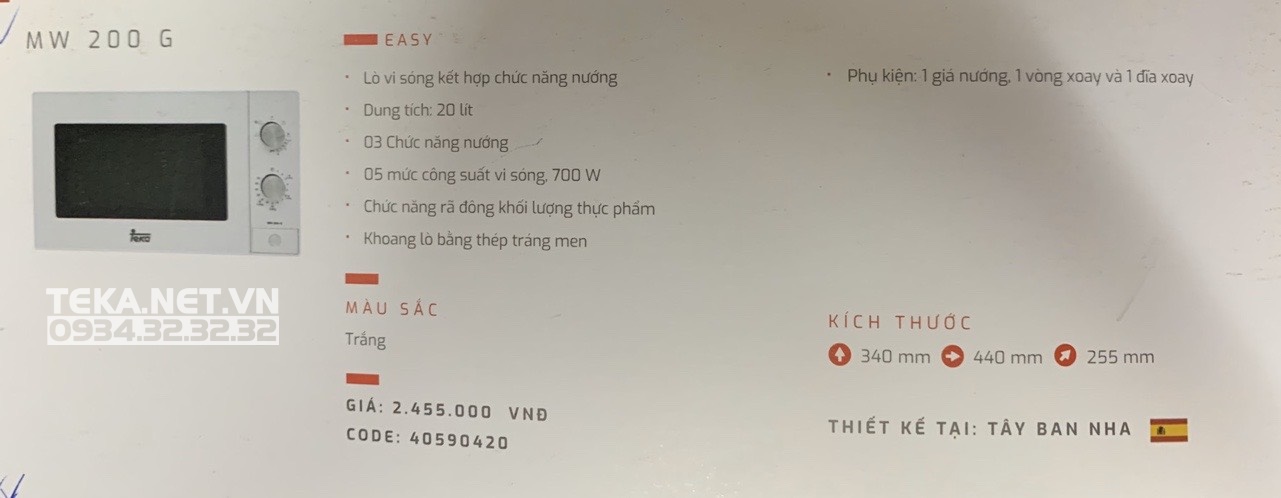 MW 200 G
EASY
• Lò vi sóng kết hợp chức năng nướng
• Dung tích: 20 lít
• 03 Chức năng nướng
• 05 mức công suất vi sóng, 700 W
• Chức năng rã đông khối lượng thực phẩm
• Khoang lò bằng thép tráng men
• Phụ kiện: 1 giá nướng, 1 vòng xoay và 1 đĩa xoay
Teka
TEKA.NET.VN
0934.32.32.32
MÀU SẮC
Trắng
GIÁ: 2.455.000 VNĐ
CODE: 40590420
KÍCH THƯỚC
340 mm 440 mm 255 mm
THIẾT KẾ TẠI: TÂY BAN NHA